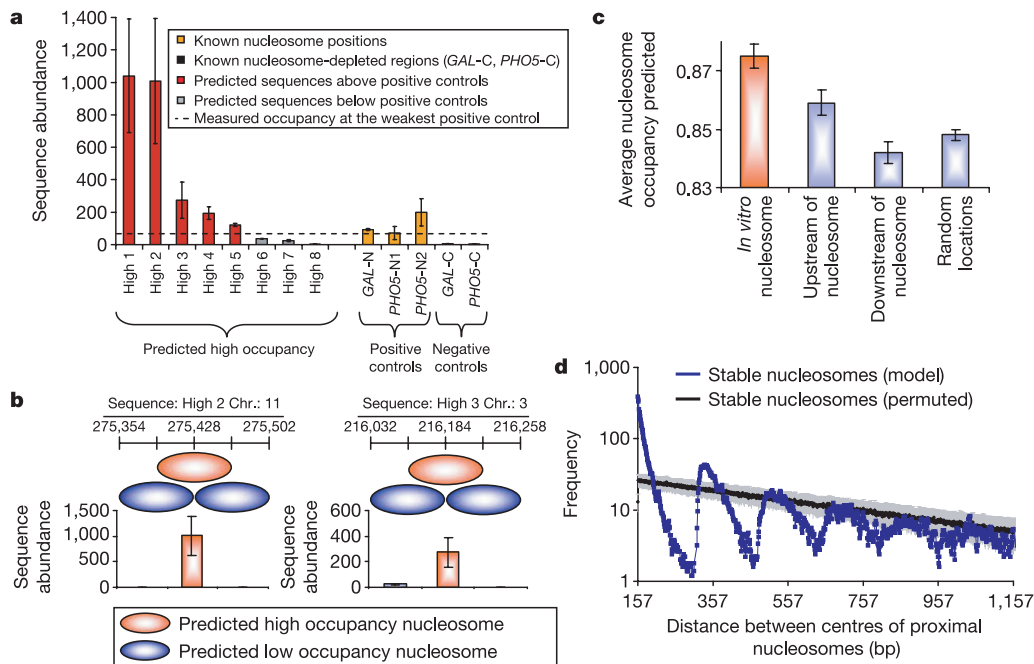 a
1,400
1,200
1,000
800
600
400
200
0
Sequence abundance
Known nucleosome positions
Known nucleosome-depleted regions (GAL-C, PHO5-C)
Predicted sequences above positive controls
Predicted sequences below positive controls
Measured occupancy at the weakest positive control
High 1
High 2
High 3
High 4
High 5
High 6
High 7
High 8
GAL-N
PHO5-N1
PHO5-N2
GAL-C
PHO5-C
Predicted high occupancy
Positive
controls
Negative
controls
b
Sequence: High 2 Chr.: 11
275,354
275,428
275,502
Sequence
abundance
1,500
1,000
500
0
Sequence: High 3 Chr.: 3
216,032
216,184
216,258
Sequence
abundance
600
400
200
0
Predicted high occupancy nucleosome
Predicted low occupancy nucleosome
c
Average nucleosome
occupancy predicted
0.87
0.85
0.83
In vitro
nucleosome
Upstream of
nucleosome
Downstream of
nucleosome
Random
locations
d
1,000
100
10
1
Frequency
Stable nucleosomes (model)
Stable nucleosomes (permuted)
157
357
557
757
957
1,157
Distance between centres of proximal
nucleosomes (bp)